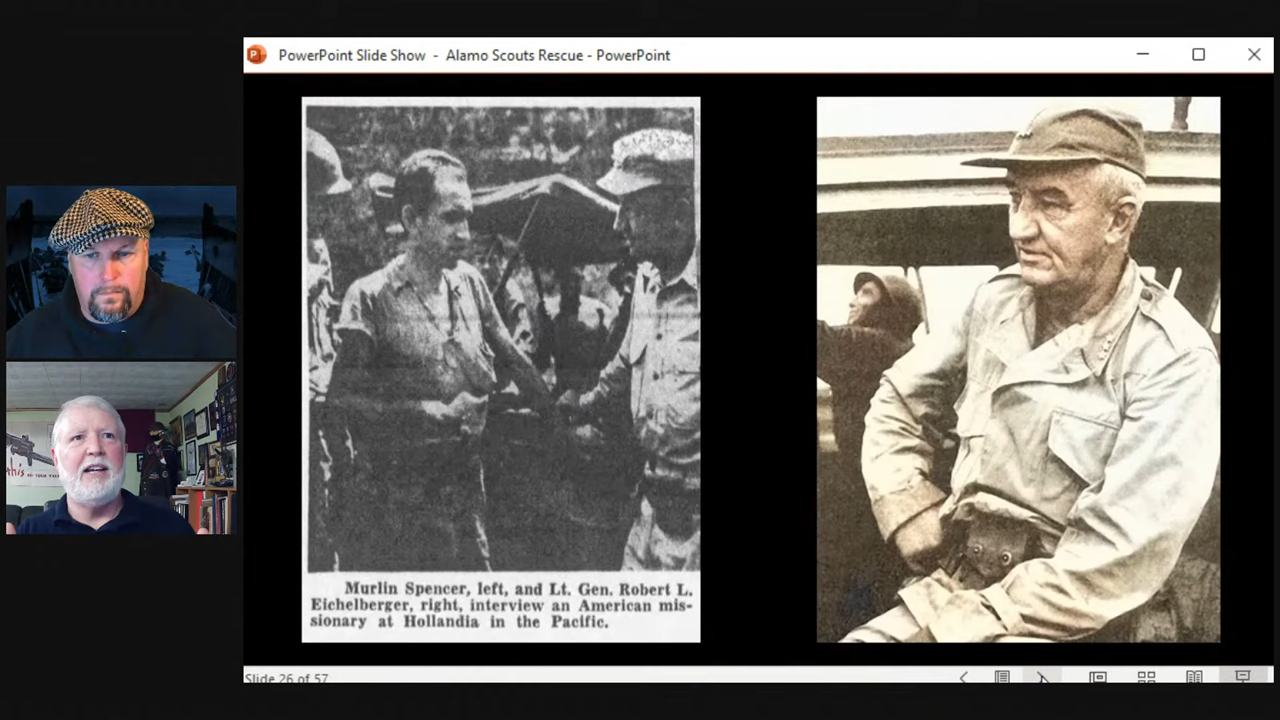 PowerPoint Slide Show - Alamo Scouts Rescue - PowerPoint
Murlin Spencer, left, and Lt. Gen. Robert L.
Eichelberger, right, interview an American mis-
sionary at Hollandia in the Pacific.
this
Slide 26 of 57